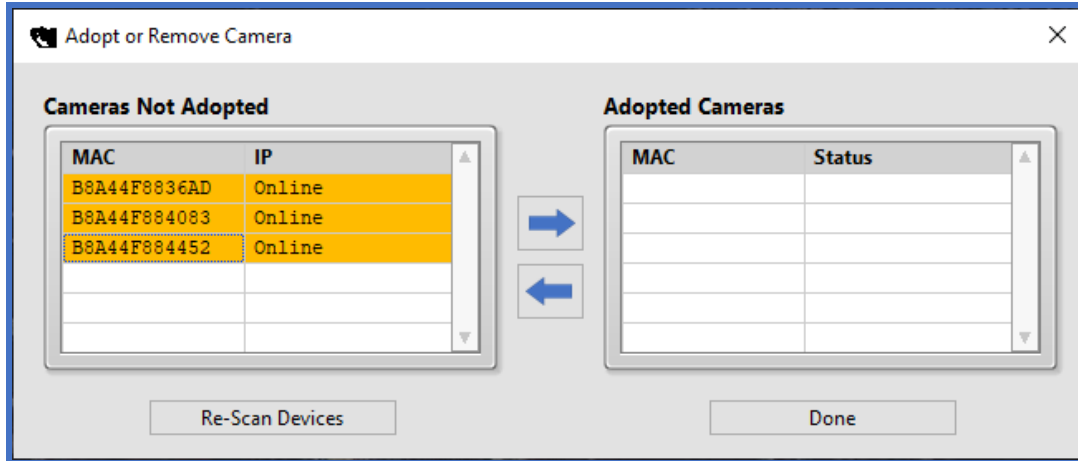 Adopt or Remove Camera
Cameras Not Adopted
MAC IP
B8A44F8836AD Online
B8A44F884083 Online
B8A44F884452 Online
Re-Scan Devices
Adopted Cameras
MAC Status
Done